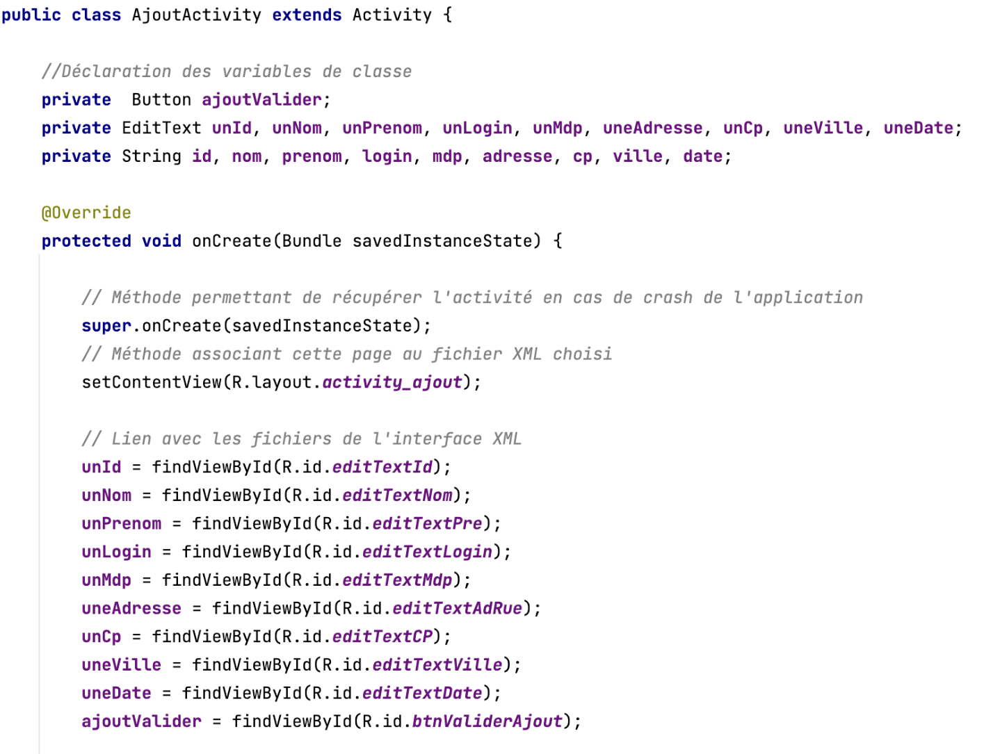 public class AjoutActivity extends Activity {
//Déclaration des variables de classe
private  Button ajoutValider;
private EditText unId, unNom, unPrenom, unLogin, unMdp, uneAdresse, unCp, uneVille, uneDate;
private String id, nom, prenom, login, mdp, adresse, cp, ville, date;
@Override
protected void onCreate(Bundle savedInstanceState) {
// Méthode permettant de récupérer l'activité en cas de crash de l'application
super.onCreate(savedInstanceState);
// Méthode associant cette page au fichier XML choisi
setContentView(R.layout.activity_ajout);
// Lien avec les fichiers de l'interface XML
unId = findViewById(R.id.editTextId);
unNom = findViewById(R.id.editTextNom);
unPrenom = findViewById(R.id.editTextPre);
unLogin = findViewById(R.id.editTextLogin);
unMdp = findViewById(R.id.editTextMdp);
uneAdresse = findViewById(R.id.editTextAdRue);
unCp = findViewById(R.id.editTextCP);
uneVille = findViewById(R.id.editTextVille);
uneDate = findViewById(R.id.editTextDate);
ajoutValider = findViewById(R.id.btnValiderAjout);